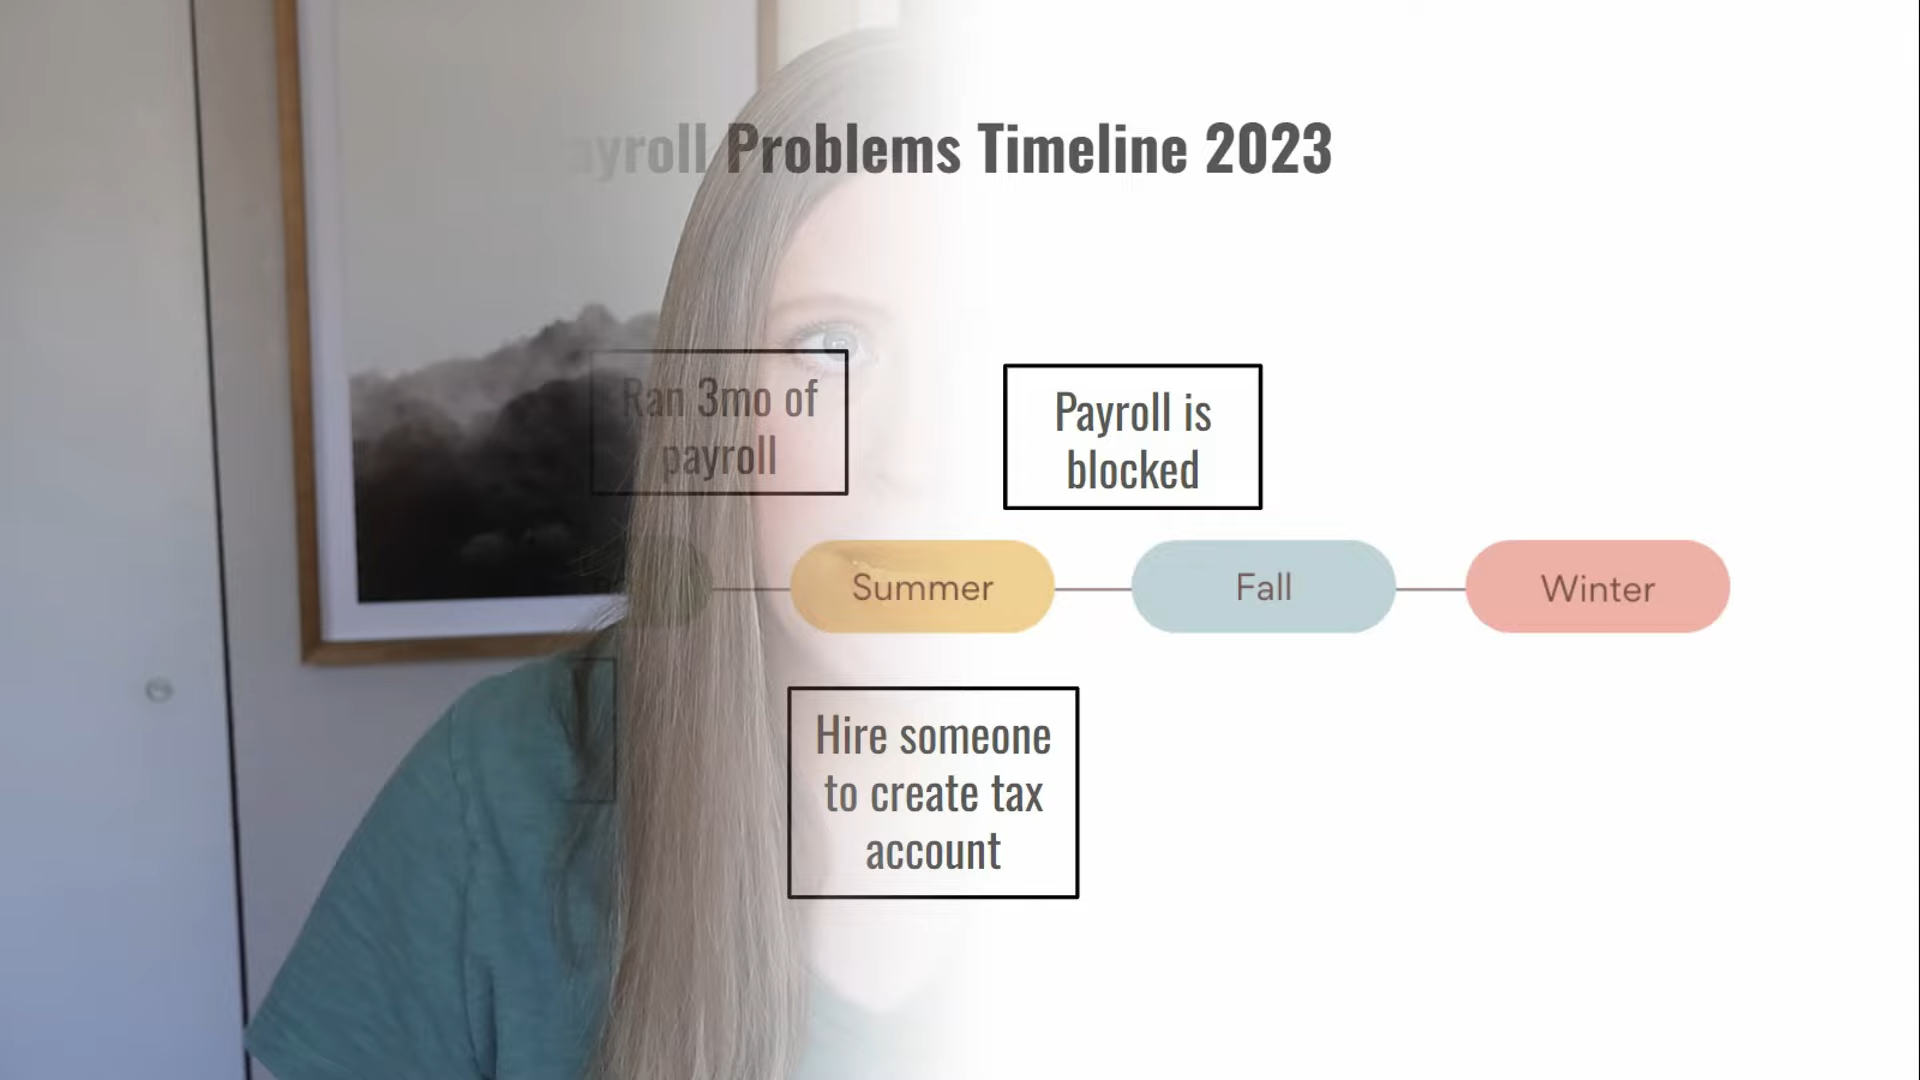 ayroll Problems Timeline 2023
Ran 3mo of
payroll
Payroll is
blocked
Summer
Fall
Winter
Hire someone
to create tax
account